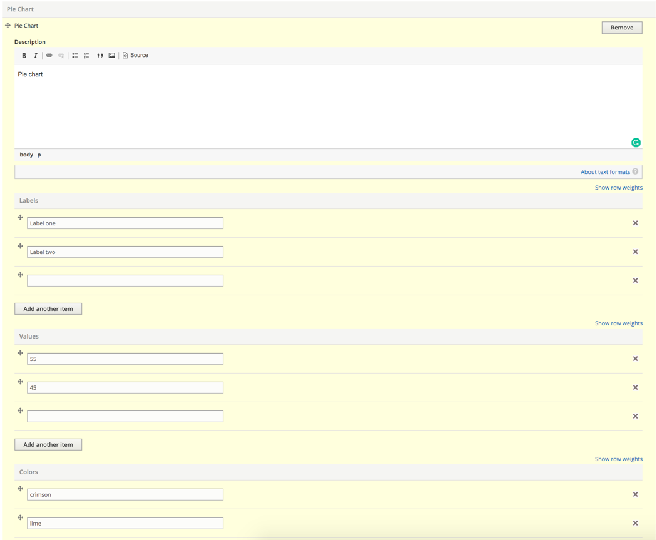 Pie Chart
Pie Chart
Remove
Description
B I Source
Pie chart
body p
About text formats
Show row weights
Labels
Label one
Label two
Add another item
Show row weights
Values
55
45
Add another item
Show row weights
Colors
crimson
lime